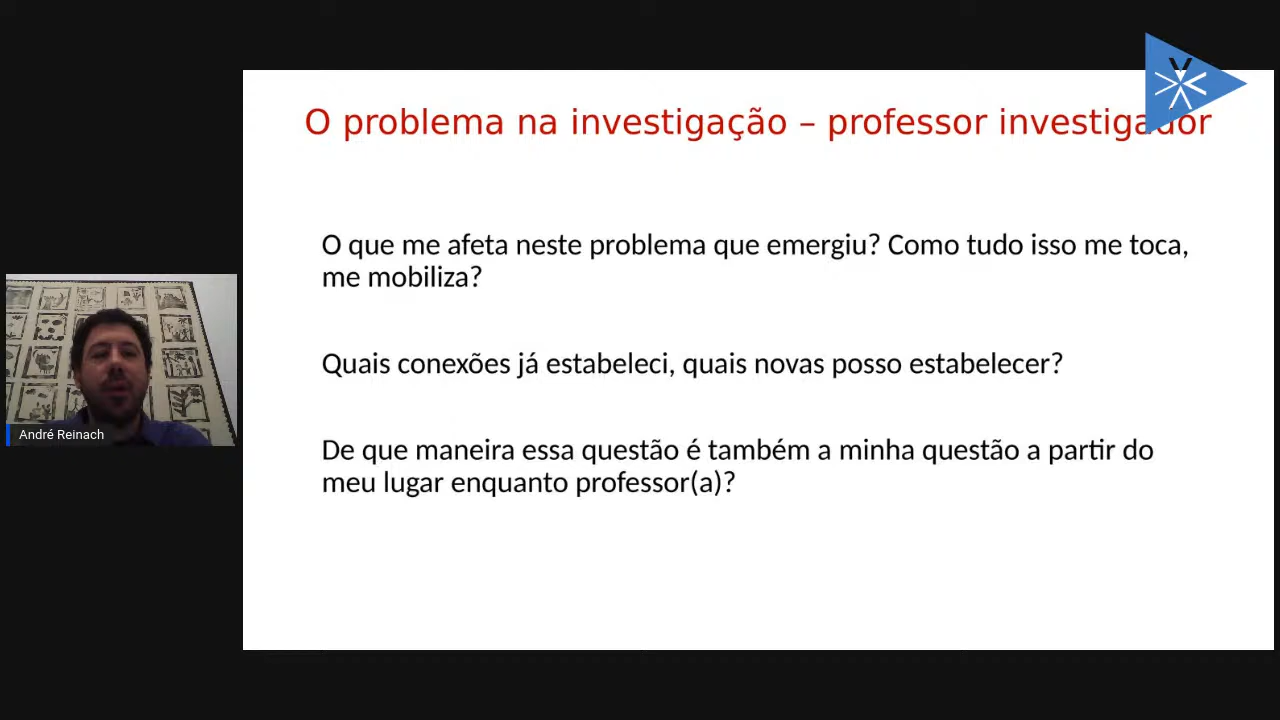 O problema na investigação – professor investigador
O que me afeta neste problema que emergiu? Como tudo isso me toca,
me mobiliza?
Quais conexões já estabeleci, quais novas posso estabelecer?
De que maneira essa questão é também a minha questão a partir do
meu lugar enquanto professor(a)?
André Reinach